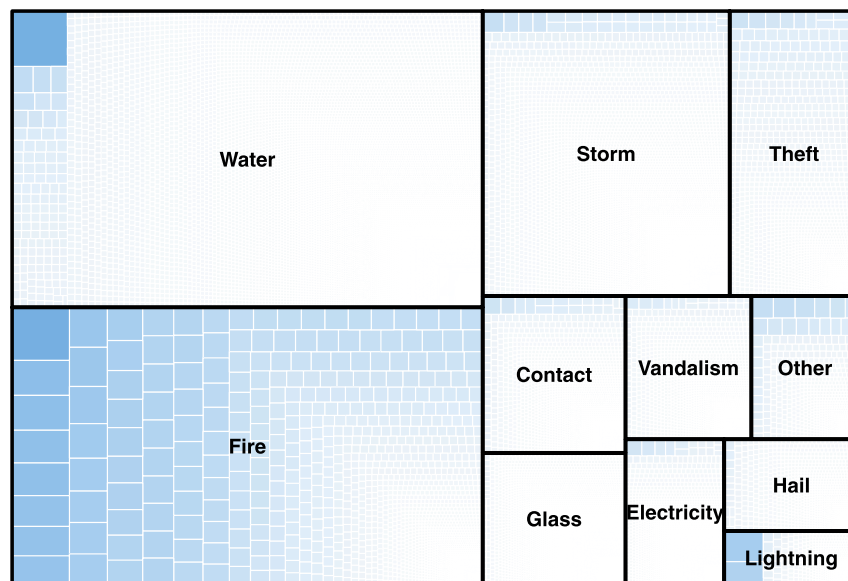 Water
Storm
Theft
Contact
Vandalism
Other
Fire
Glass
Electricity
Hail
Lightning